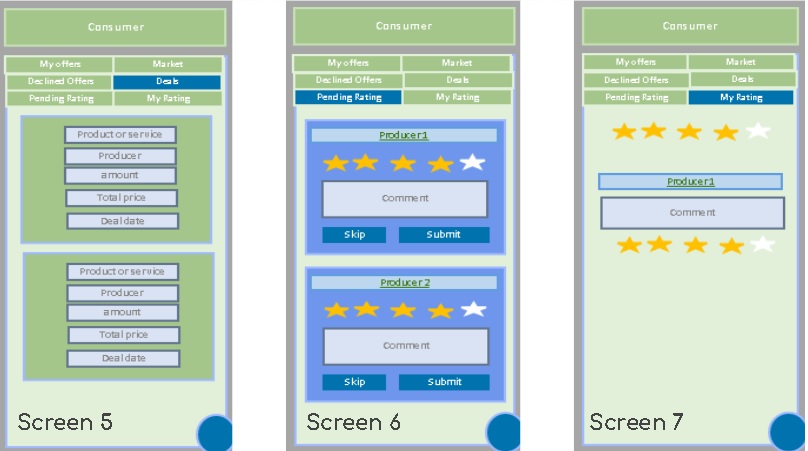 Consumer
My offers Market
Declined Offers Deals
Pending Rating My Rating
Product or service
Producer
amount
Total price
Deal date
Product or service
Producer
amount
Total price
Deal date
Screen 5
Consumer
My offers Market
Declined Offers Deals
Pending Rating My Rating
Producer1
Comment
Skip Submit
Producer 2
Comment
Skip Submit
Screen 6
Consumer
My offers Market
Declined Offers Deals
Pending Rating My Rating
Producer1
Comment
Screen 7